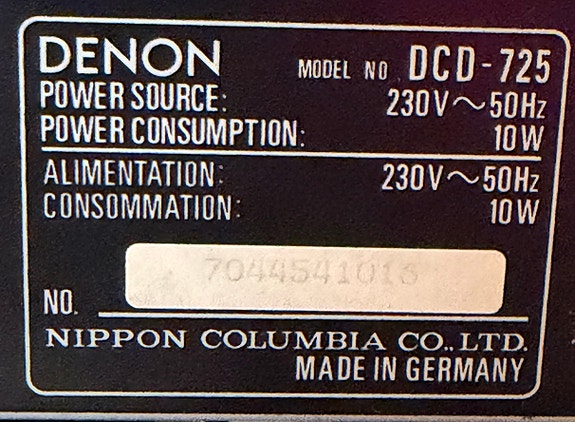 DENON MODEL NO. DCD-725
POWER SOURCE: 230V～50Hz
POWER CONSUMPTION: 10W
ALIMENTATION: 230V～50Hz
CONSOMMATION: 10W
7044541016
NO.
NIPPON COLUMBIA CO., LTD.
MADE IN GERMANY